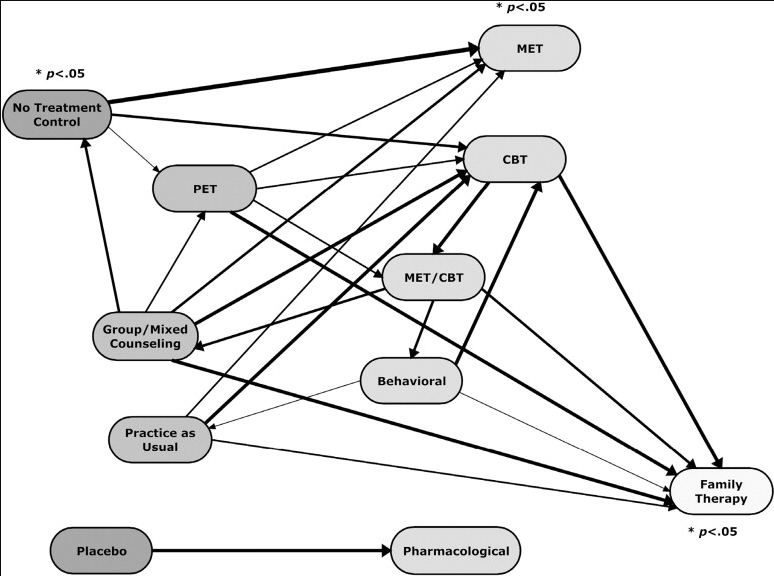 * p<.05
MET
* p<.05
No Treatment
Control
CBT
PET
MET/CBT
Group/Mixed
Counseling
Behavioral
Practice as
Usual
Family
Therapy
* p<.05
Placebo
Pharmacological